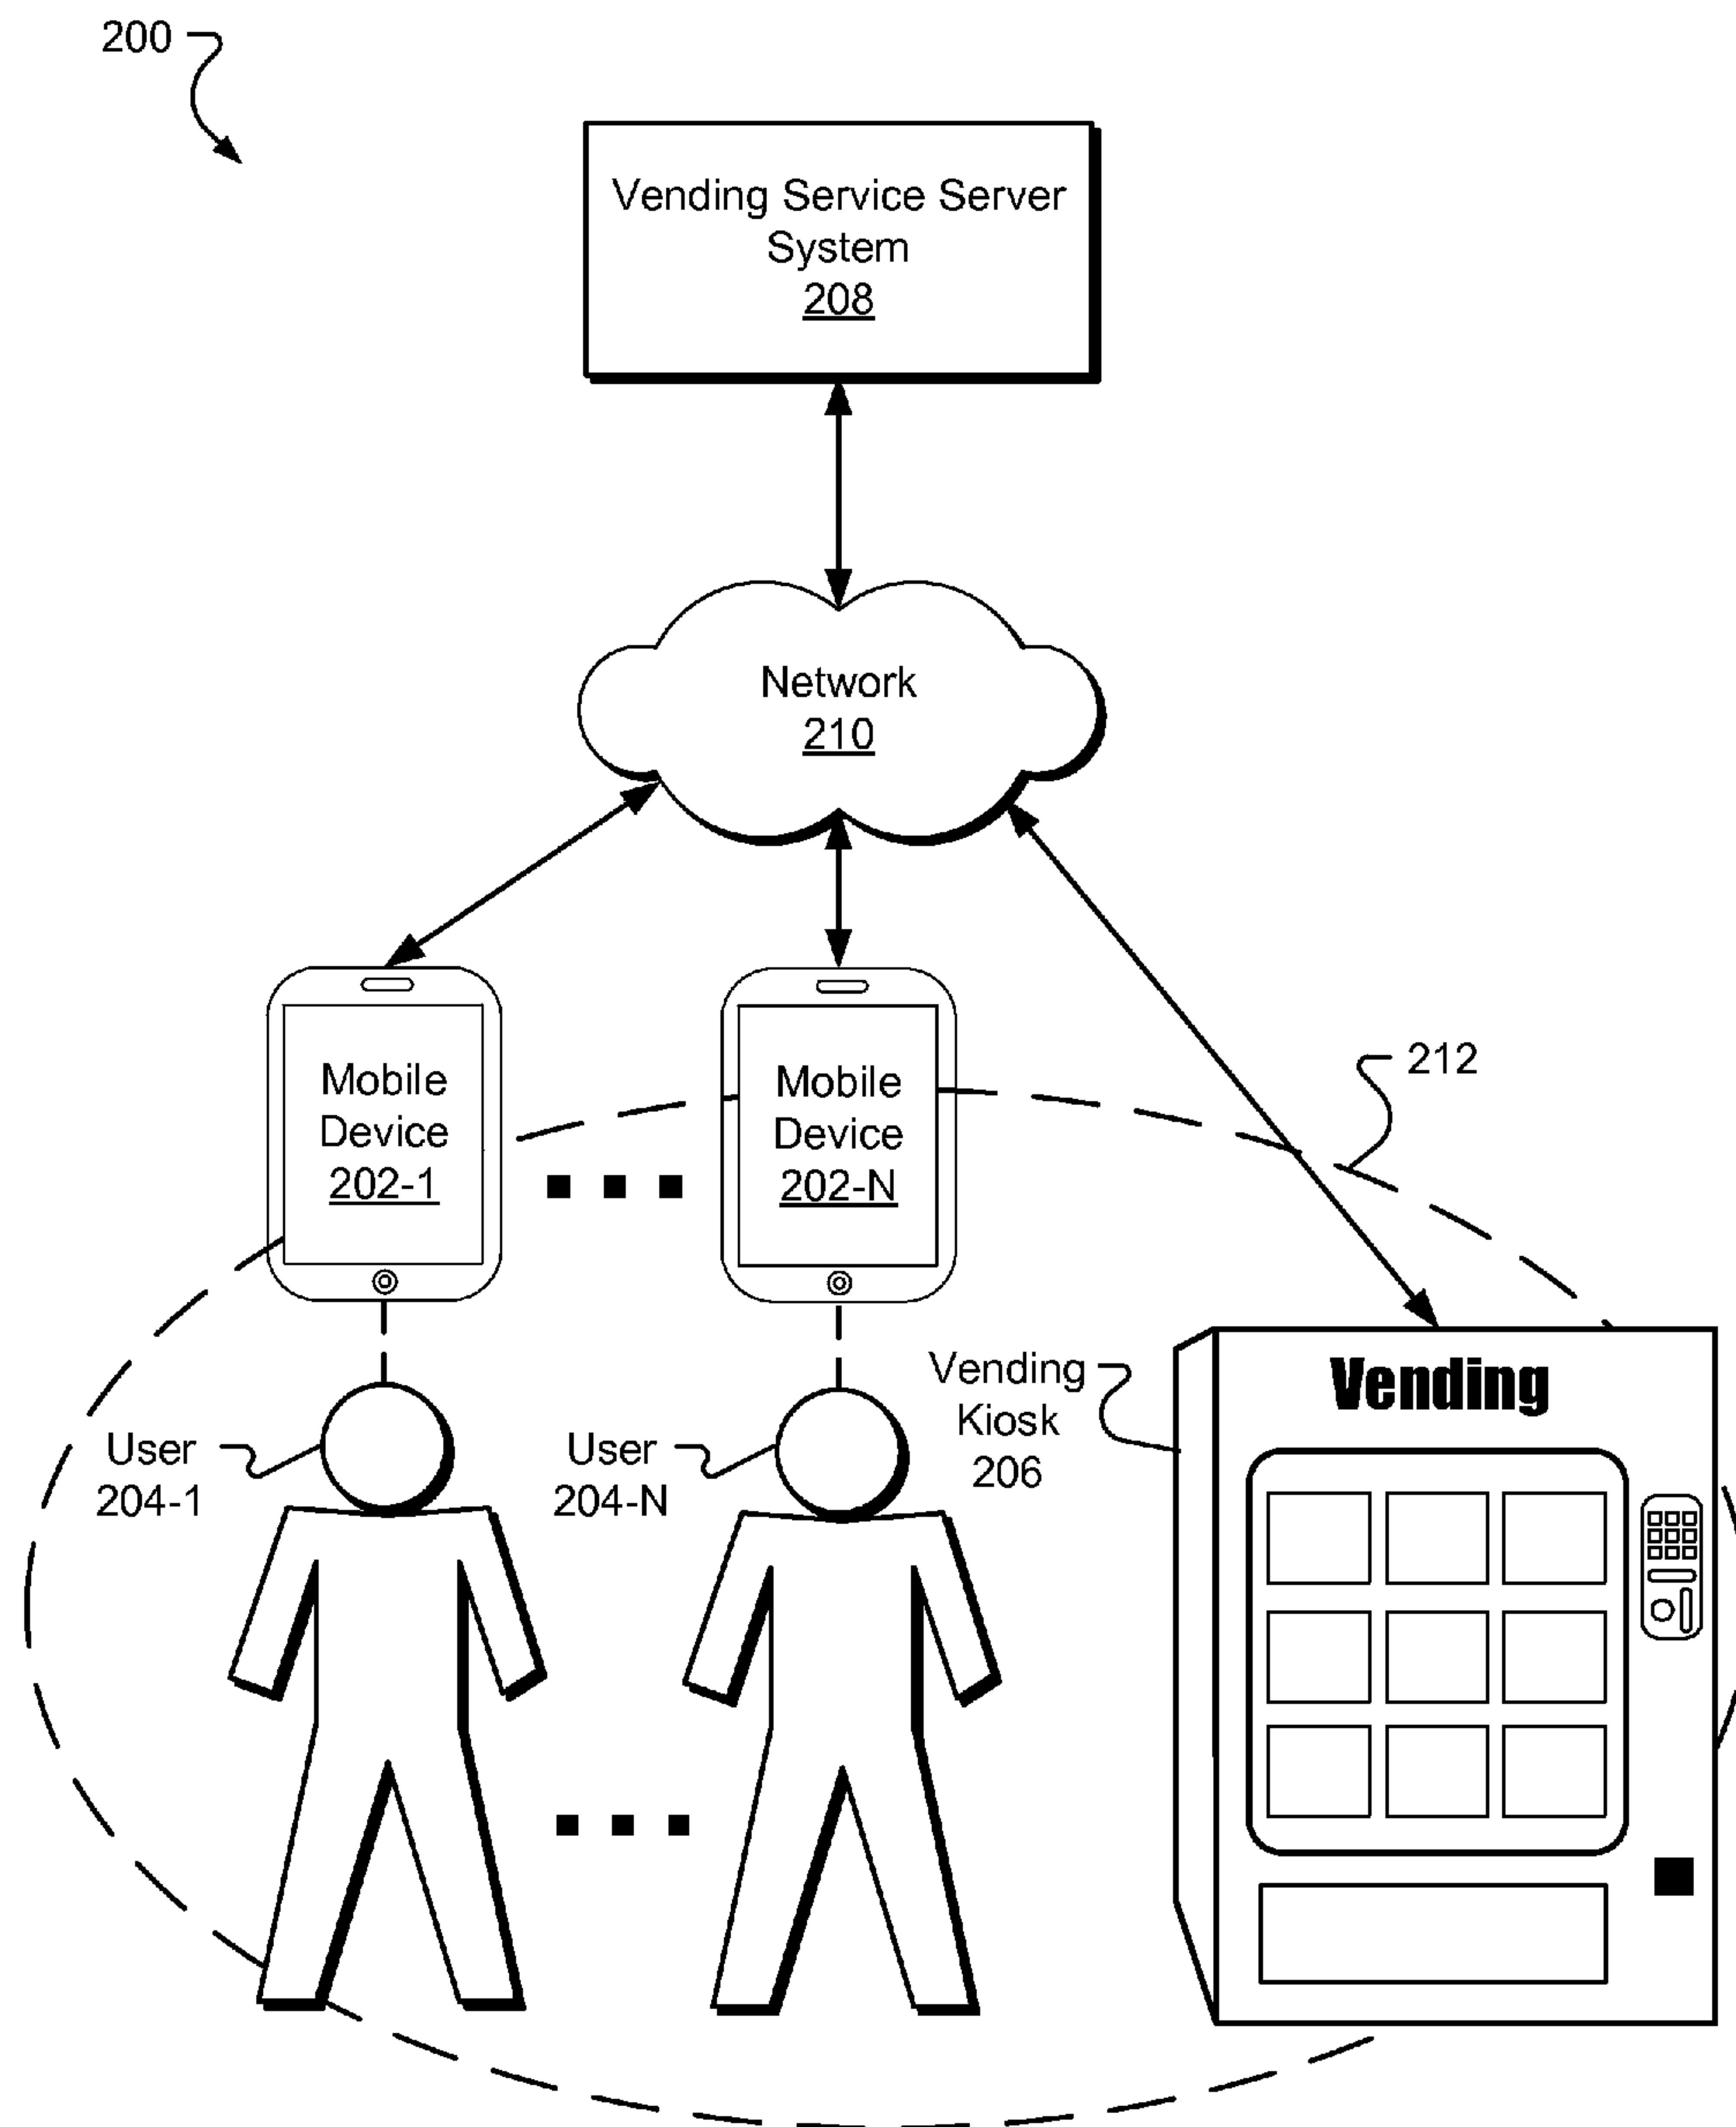 200
Vending Service Server
System
208
Network
210
212
Mobile
Device
202-1
Mobile
Device
202-N
Vending
Kiosk
206
Vending
User
204-1
User
204-N